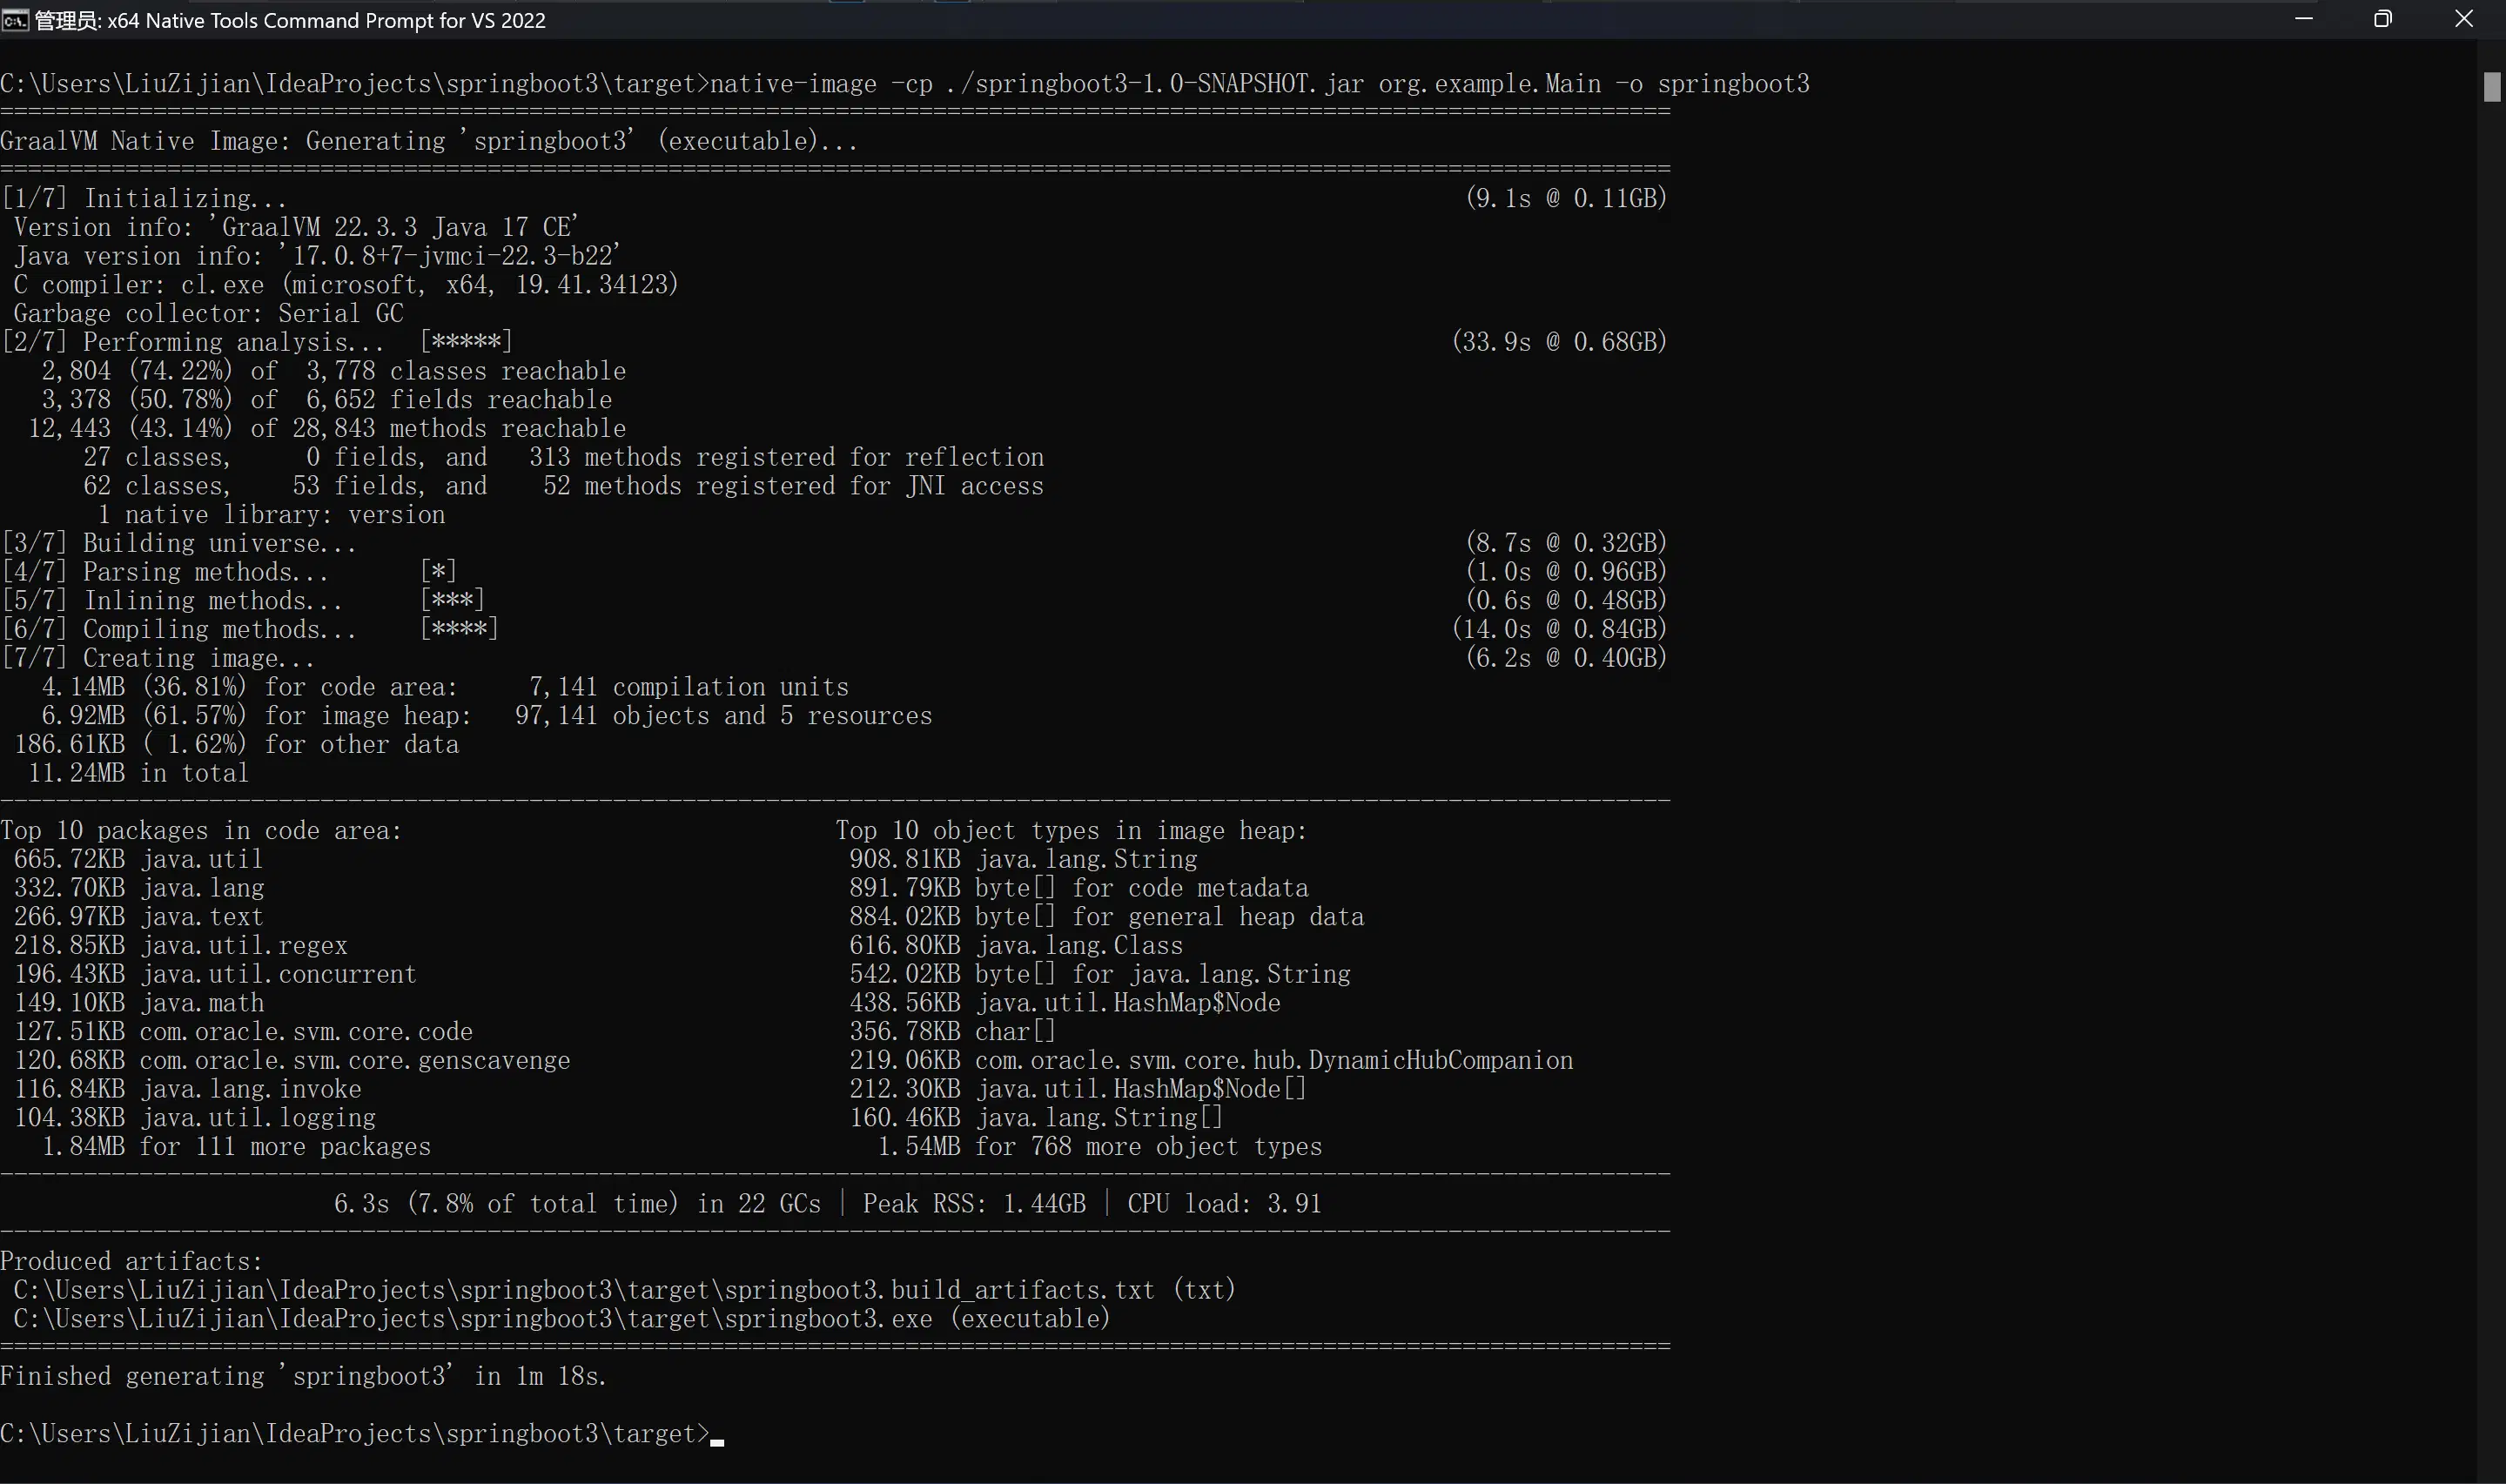 管理员: x64 Native Tools Command Prompt for VS 2022
C:\Users\LiuZijian\IdeaProjects\springboot3\target>native-image -cp ./springboot3-1.0-SNAPSHOT.jar org.example.Main -o springboot3
========================================================================================================================
GraalVM Native Image: Generating 'springboot3' (executable)...
========================================================================================================================
[1/7] Initializing... (9.1s @ 0.11GB)
Version info: 'GraalVM 22.3.3 Java 17 CE'
Java version info: '17.0.8+7-jvmci-22.3-b22'
C compiler: cl.exe (microsoft, x64, 19.41.34123)
Garbage collector: Serial GC
[2/7] Performing analysis... [*****] (33.9s @ 0.68GB)
2,804 (74.22%) of 3,778 classes reachable
3,378 (50.78%) of 6,652 fields reachable
12,443 (43.14%) of 28,843 methods reachable
27 classes, 0 fields, and 313 methods registered for reflection
62 classes, 53 fields, and 52 methods registered for JNI access
1 native library: version
[3/7] Building universe... (8.7s @ 0.32GB)
[4/7] Parsing methods... [*] (1.0s @ 0.96GB)
[5/7] Inlining methods... [***] (0.6s @ 0.48GB)
[6/7] Compiling methods... [****] (14.0s @ 0.84GB)
[7/7] Creating image... (6.2s @ 0.40GB)
4.14MB (36.81%) for code area: 7,141 compilation units
6.92MB (61.57%) for image heap: 97,141 objects and 5 resources
186.61KB ( 1.62%) for other data
11.24MB in total
------------------------------------------------------------------------------------------------------------------------
Top 10 packages in code area: Top 10 object types in image heap:
665.72KB java.util 908.81KB java.lang.String
332.70KB java.lang 891.79KB byte[] for code metadata
266.97KB java.text 884.02KB byte[] for general heap data
218.85KB java.util.regex 616.80KB java.lang.Class
196.43KB java.util.concurrent 542.02KB byte[] for java.lang.String
149.10KB java.math 438.56KB java.util.HashMap$Node
127.51KB com.oracle.svm.core.code 356.78KB char[]
120.68KB com.oracle.svm.core.genscavenge 219.06KB com.oracle.svm.core.hub.DynamicHubCompanion
116.84KB java.lang.invoke 212.30KB java.util.HashMap$Node[]
104.38KB java.util.logging 160.46KB java.lang.String[]
1.84MB for 111 more packages 1.54MB for 768 more object types
------------------------------------------------------------------------------------------------------------------------
6.3s (7.8% of total time) in 22 GCs | Peak RSS: 1.44GB | CPU load: 3.91
------------------------------------------------------------------------------------------------------------------------
Produced artifacts:
C:\Users\LiuZijian\IdeaProjects\springboot3\target\springboot3.build_artifacts.txt (txt)
C:\Users\LiuZijian\IdeaProjects\springboot3\target\springboot3.exe (executable)
========================================================================================================================
Finished generating 'springboot3' in 1m 18s.
C:\Users\LiuZijian\IdeaProjects\springboot3\target>